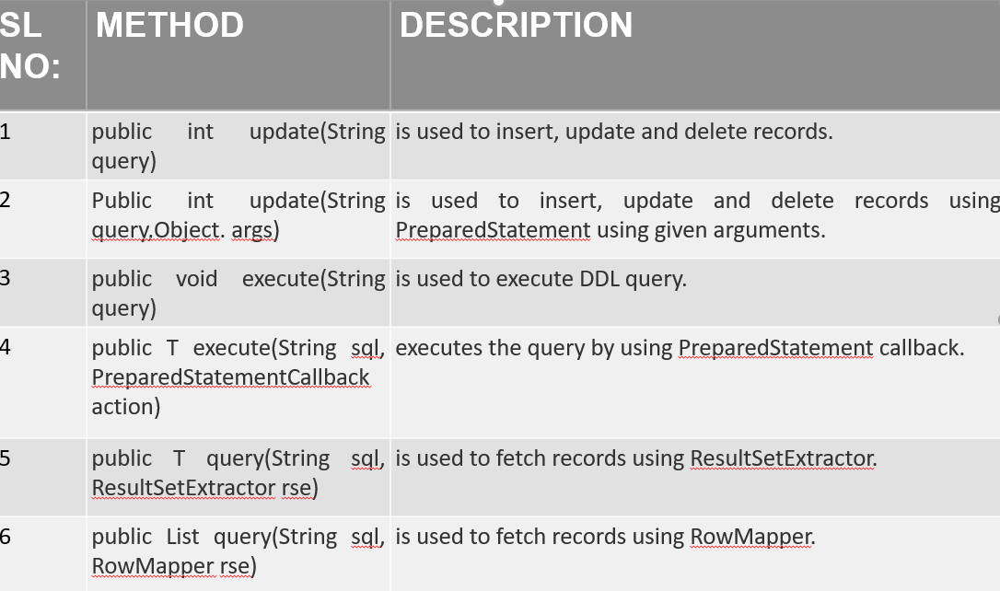 SL NO: METHOD DESCRIPTION
1 public int update(String query) is used to insert, update and delete records.
2 Public int update(String query,Object. args) is used to insert, update and delete records using PreparedStatement using given arguments.
3 public void execute(String query) is used to execute DDL query.
4 public T execute(String sql, PreparedStatementCallback action) executes the query by using PreparedStatement callback.
5 public T query(String sql, ResultSetExtractor rse) is used to fetch records using ResultSetExtractor.
6 public List query(String sql, RowMapper rse) is used to fetch records using RowMapper.